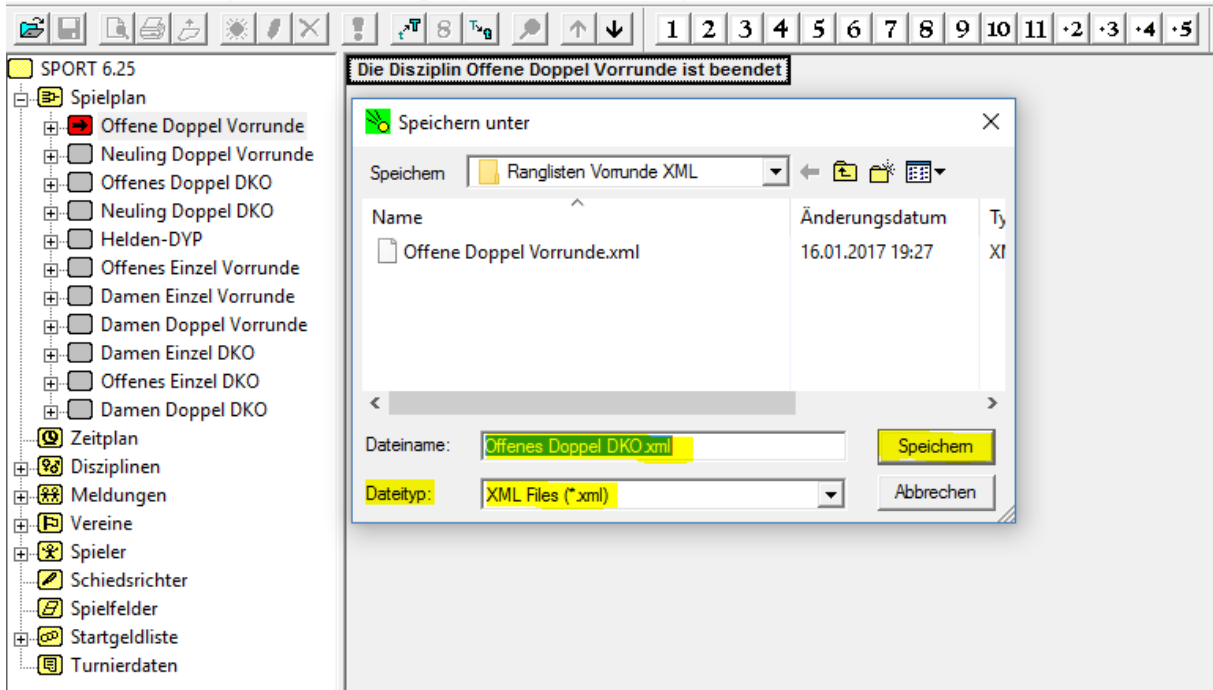 1 2 3 4 5 6 7 8 9 10 11 •2 •3 •4 •5
SPORT 6.25
Spielplan
Offene Doppel Vorrunde
Neuling Doppel Vorrunde
Offenes Doppel DKO
Neuling Doppel DKO
Helden-DYP
Offenes Einzel Vorrunde
Damen Einzel Vorrunde
Damen Doppel Vorrunde
Damen Einzel DKO
Offenes Einzel DKO
Damen Doppel DKO
Zeitplan
Disziplinen
Meldungen
Vereine
Spieler
Schiedsrichter
Spielfelder
Startgeldliste
Turnierdaten
Die Disziplin Offene Doppel Vorrunde ist beendet
Speichern unter
Speichern Ranglisten Vorrunde XML
Name Änderungsdatum Ty
Offene Doppel Vorrunde.xml 16.01.2017 19:27 XM
Dateiname: Offenes Doppel DKO.xml Speichern
Dateityp: XML Files (*.xml) Abbrechen